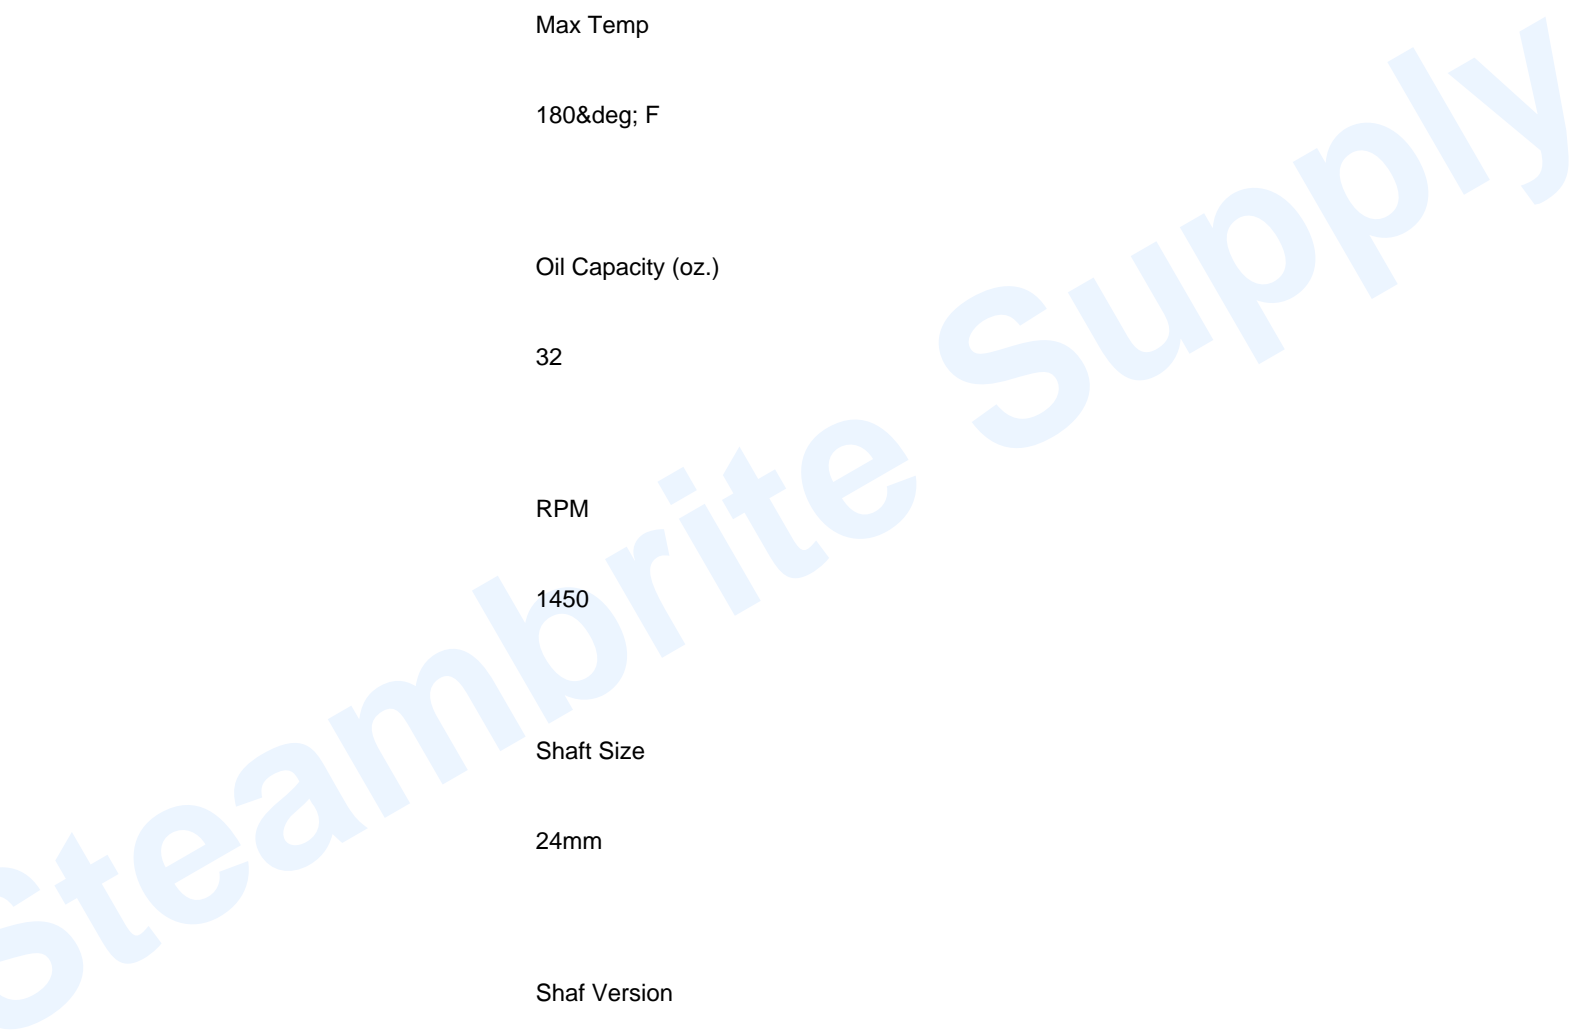 Max Temp
180&deg; F
Oil Capacity (oz.)
32
RPM
1450
Shaft Size
24mm
Shaf Version
Steambrite Supply